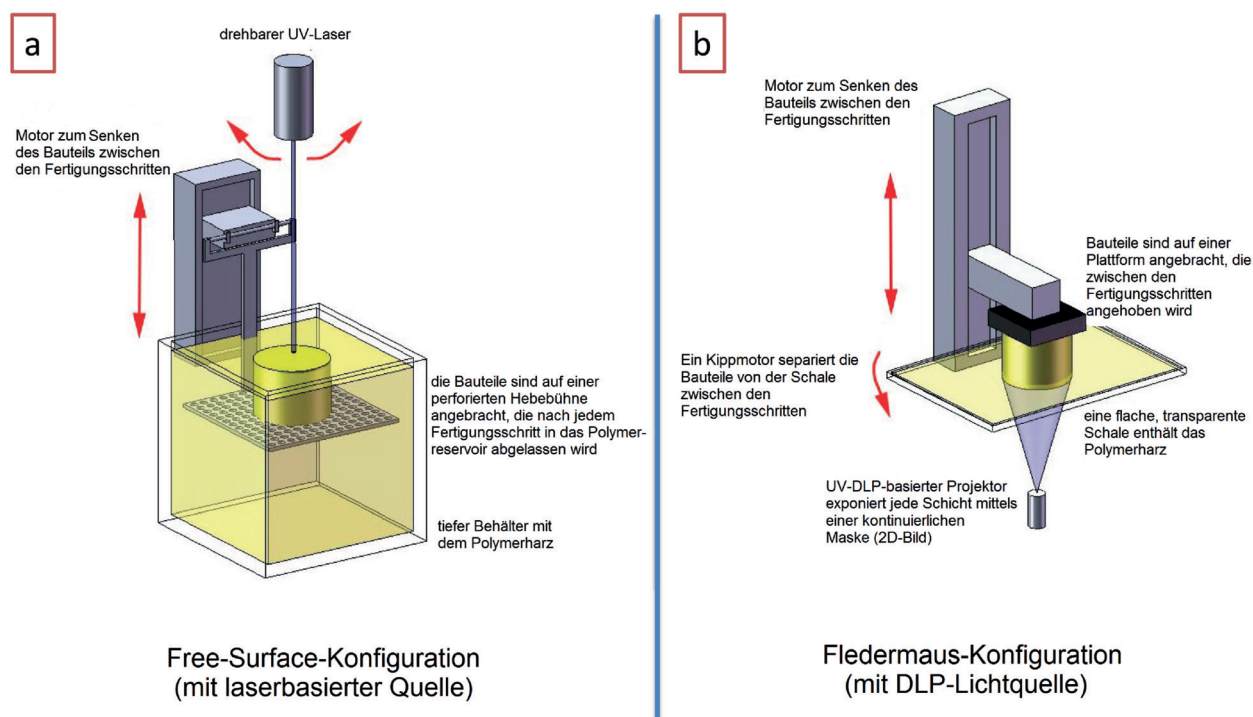 a
drehbarer UV-Laser
Motor zum Senken
des Bauteils zwischen
den Fertigungsschritten
die Bauteile sind auf einer
perforierten Hebebühne
angebracht, die nach jedem
Fertigungsschritt in das Polymer-
reservoir abgelassen wird
tiefer Behälter mit
dem Polymerharz
Free-Surface-Konfiguration
(mit laserbasierter Quelle)
b
Motor zum Senken des
Bauteils zwischen den
Fertigungsschritten
Bauteile sind auf einer
Plattform angebracht, die
zwischen den
Fertigungsschritten
angehoben wird
Ein Kippmotor separiert die
Bauteile von der Schale
zwischen den
Fertigungsschritten
eine flache, transparente
Schale enthält das
Polymerharz
UV-DLP-basierter Projektor
exponiert jede Schicht mittels
einer kontinuierlichen
Maske (2D-Bild)
Fledermaus-Konfiguration
(mit DLP-Lichtquelle)